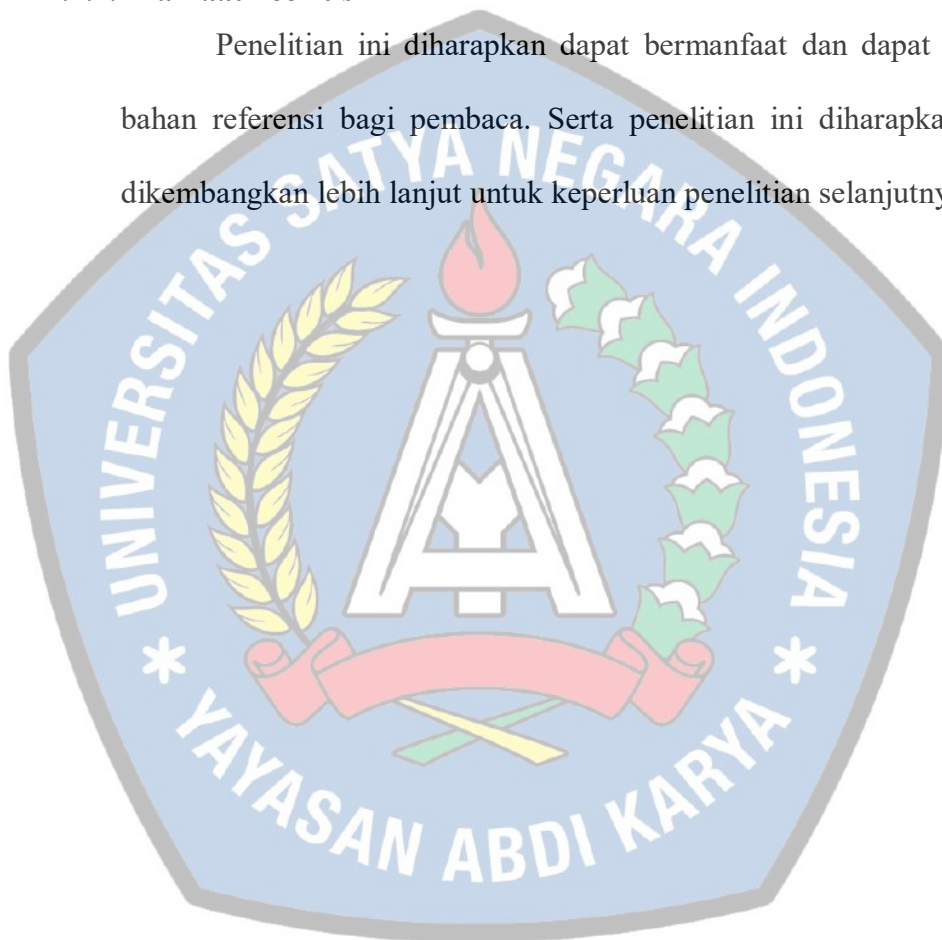 Penelitian ini diharapkan dapat bermanfaat dan dapat
bahan referensi bagi pembaca. Serta penelitian ini diharapka
dikembangkan lebih lanjut untuk keperluan penelitian selanjutny
UNIVERSITAS SATYA NEGARA INDONESIA
* YAYASAN ABDI KARYA *